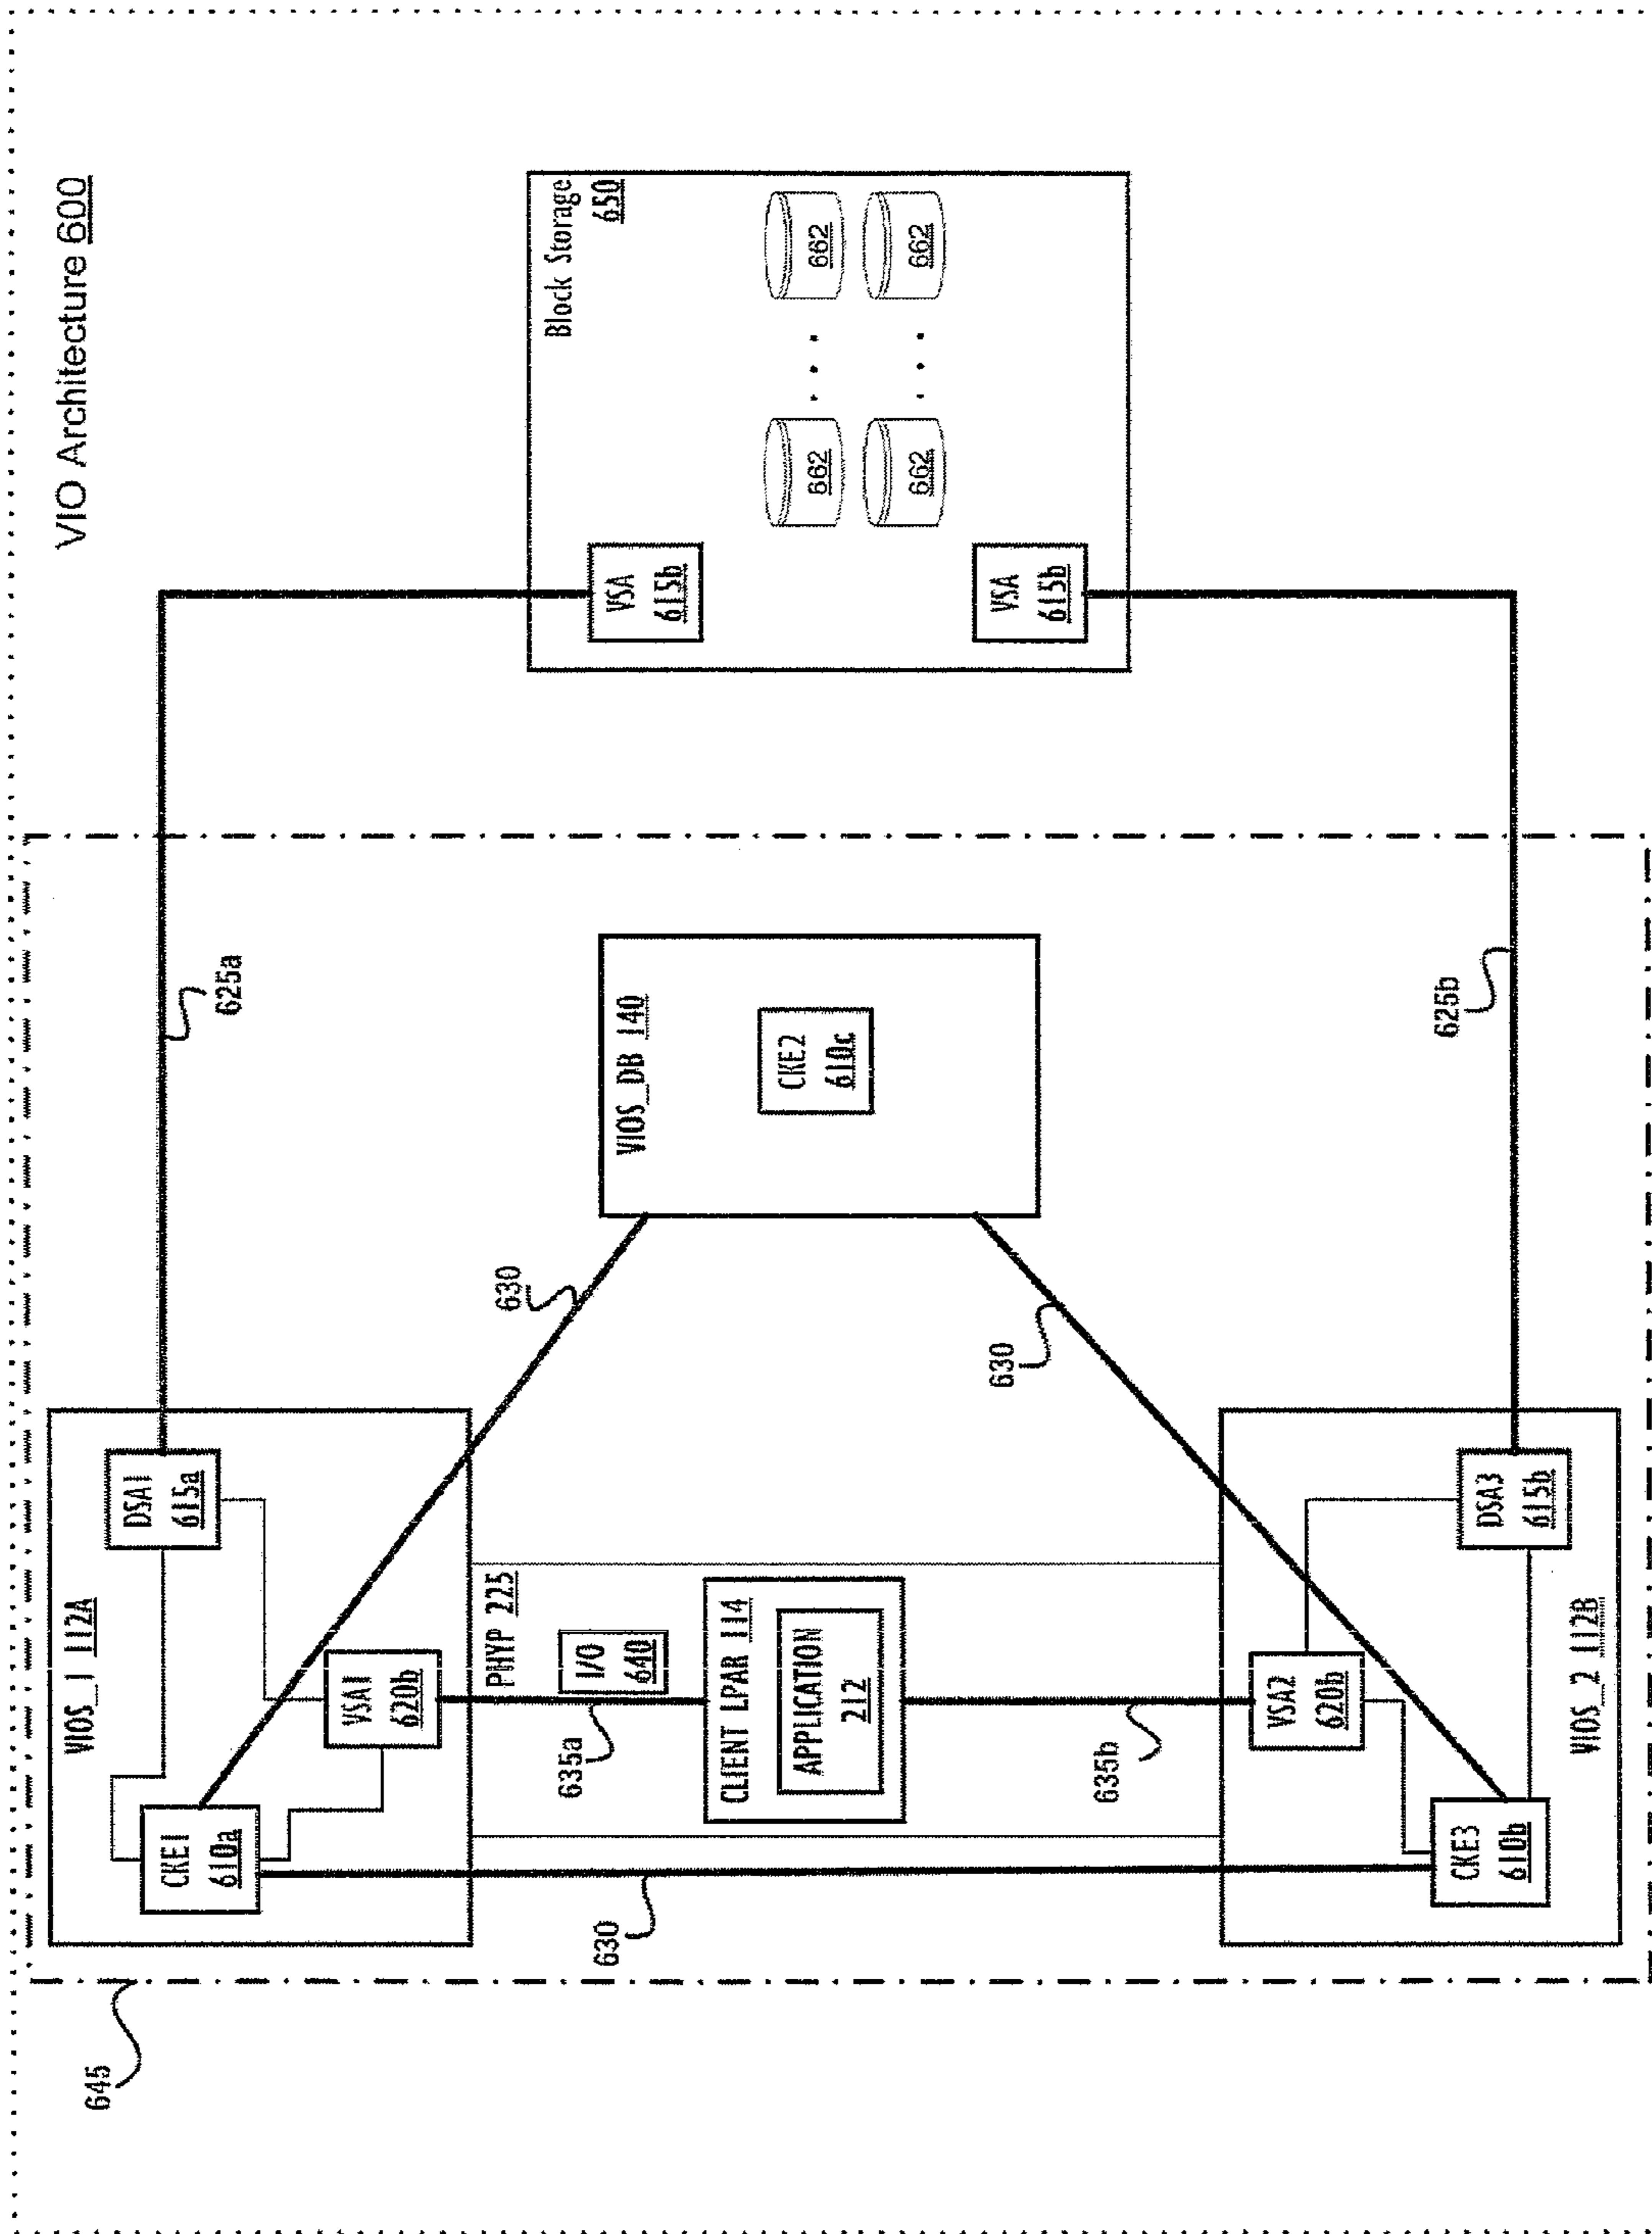 VIO Architecture 600
645
VIOS_1 112A
CKE1
610a
DSA1
615a
VSA1
620b
625a
630
PHYP 225
I/O
640
635a
CLIENT LPAR 114
APPLICATION
212
630
635b
630
VIOS_DB 140
CKE2
610c
Block Storage
650
VSA
615b
662
662
662
662
VSA
615b
625b
VSA2
620b
DSA3
615b
CKE3
610b
VIOS_2 112B